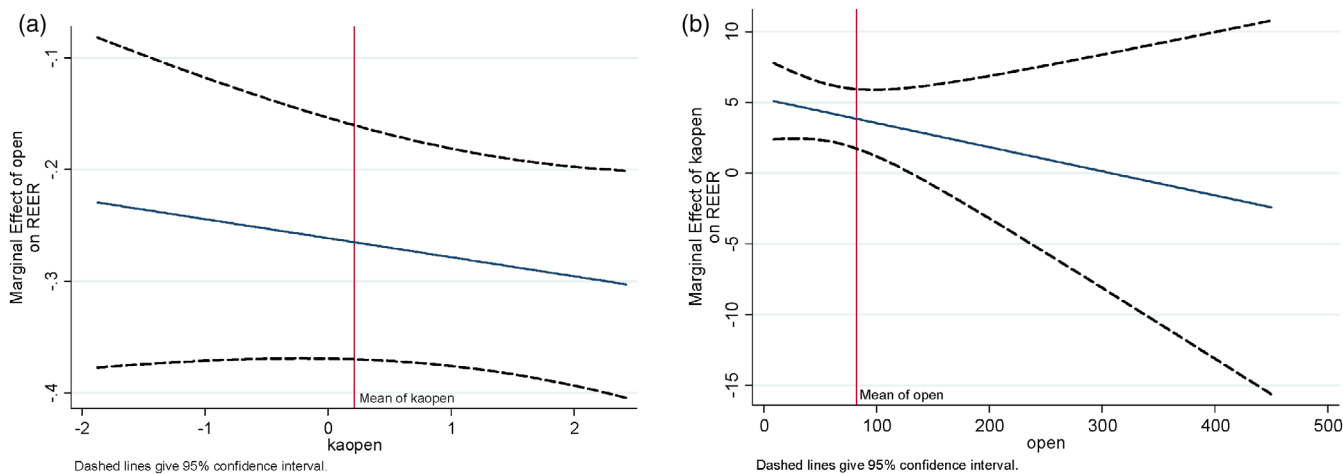 (a)
Marginal Effect of open
on REER
-.1
-.2
-.3
-.4
Mean of kaopen
-2
-1
0
1
2
kaopen
Dashed lines give 95% confidence interval.
(b)
Marginal Effect of kaopen
on REER
10
5
0
-5
-10
-15
Mean of open
0
100
200
300
400
500
open
Dashed lines give 95% confidence interval.